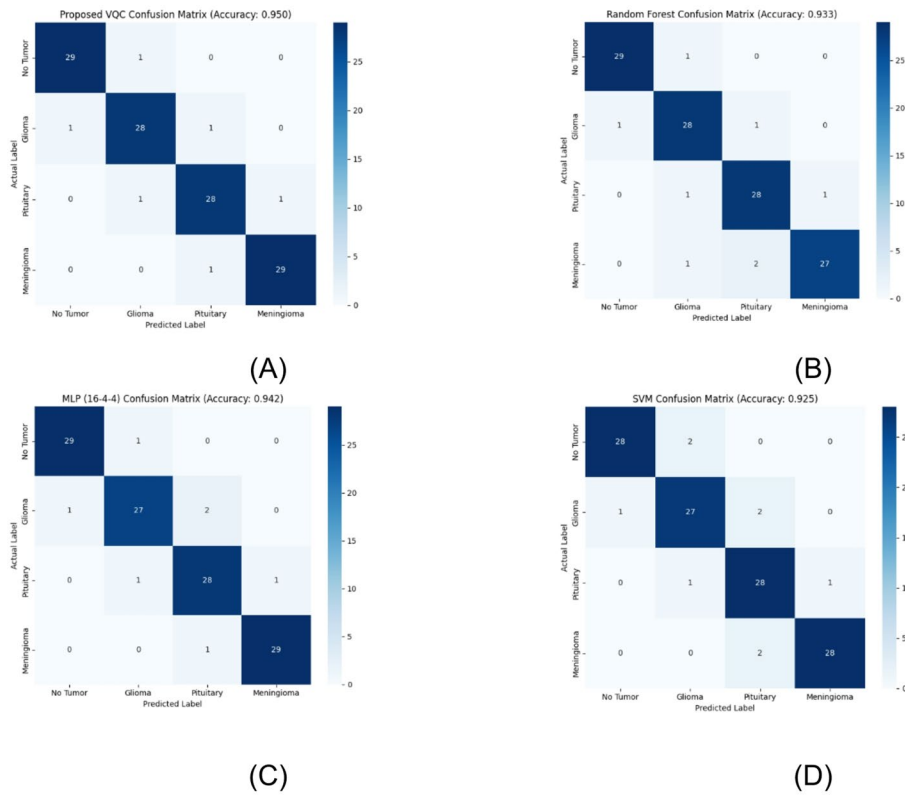 Proposed VQC Confusion Matrix (Accuracy: 0.950)
No Tumor 29 1 0 0
Glioma 1 28 1 0
Pituitary 0 1 28 1
Meningioma 0 0 1 29
Actual Label
No Tumor Glioma Pituitary Meningioma
Predicted Label
25
20
15
10
5
0
(A)
Random Forest Confusion Matrix (Accuracy: 0.933)
No Tumor 29 1 0 0
Glioma 1 28 1 0
Pituitary 0 1 28 1
Meningioma 0 1 2 27
Actual Label
No Tumor Glioma Pituitary Meningioma
Predicted Label
25
20
15
10
5
0
(B)
MLP (16-4-4) Confusion Matrix (Accuracy: 0.942)
No Tumor 29 1 0 0
Glioma 1 27 2 0
Pituitary 0 1 28 1
Meningioma 0 0 1 29
Actual Label
No Tumor Glioma Pituitary Meningioma
Predicted Label
25
20
15
10
5
0
(C)
SVM Confusion Matrix (Accuracy: 0.925)
No Tumor 28 2 0 0
Glioma 1 27 2 0
Pituitary 0 1 28 1
Meningioma 0 0 2 28
Actual Label
No Tumor Glioma Pituitary Meningioma
Predicted Label
5
0
(D)